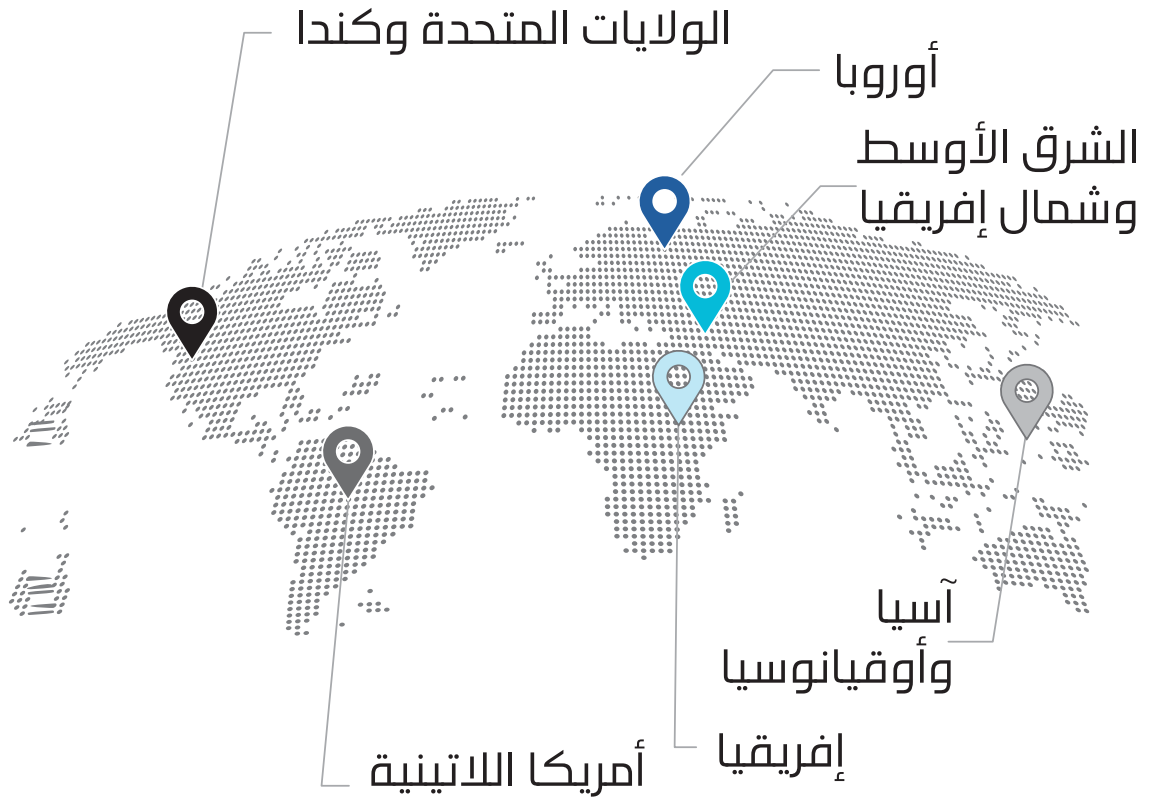 الولايات المتحدة وكندا
أوروبا
الشرق الأوسط
وشمال إفريقيا
آسيا
وأوقيانوسيا
إفريقيا
أمريكا اللاتينية